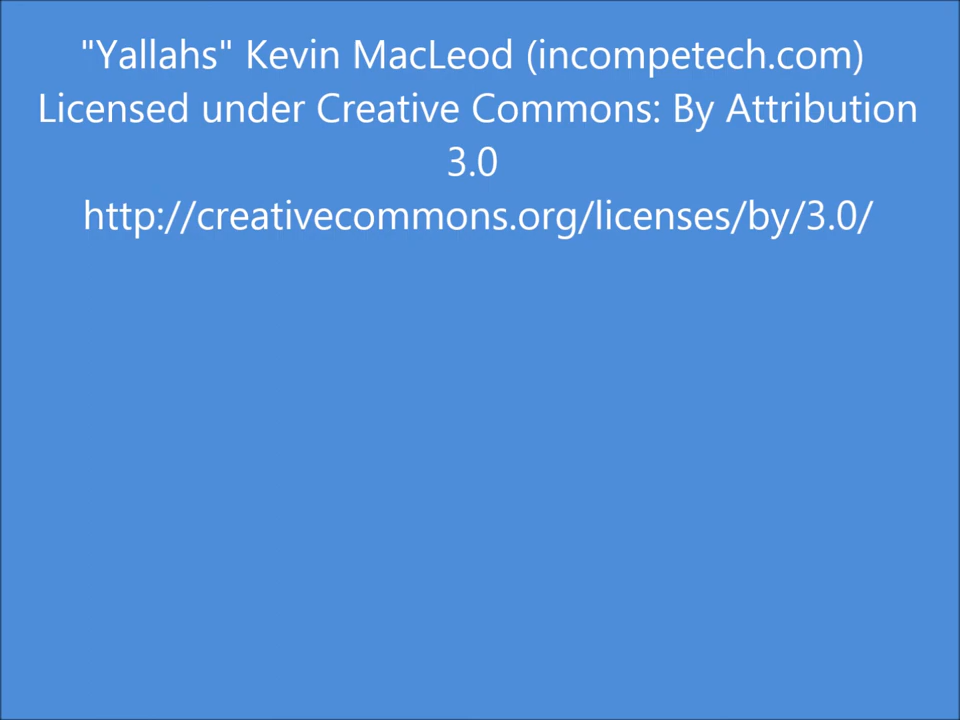 "Yallahs" Kevin MacLeod (incompetech.com)
Licensed under Creative Commons: By Attribution
3.0
http://creativecommons.org/licenses/by/3.0/